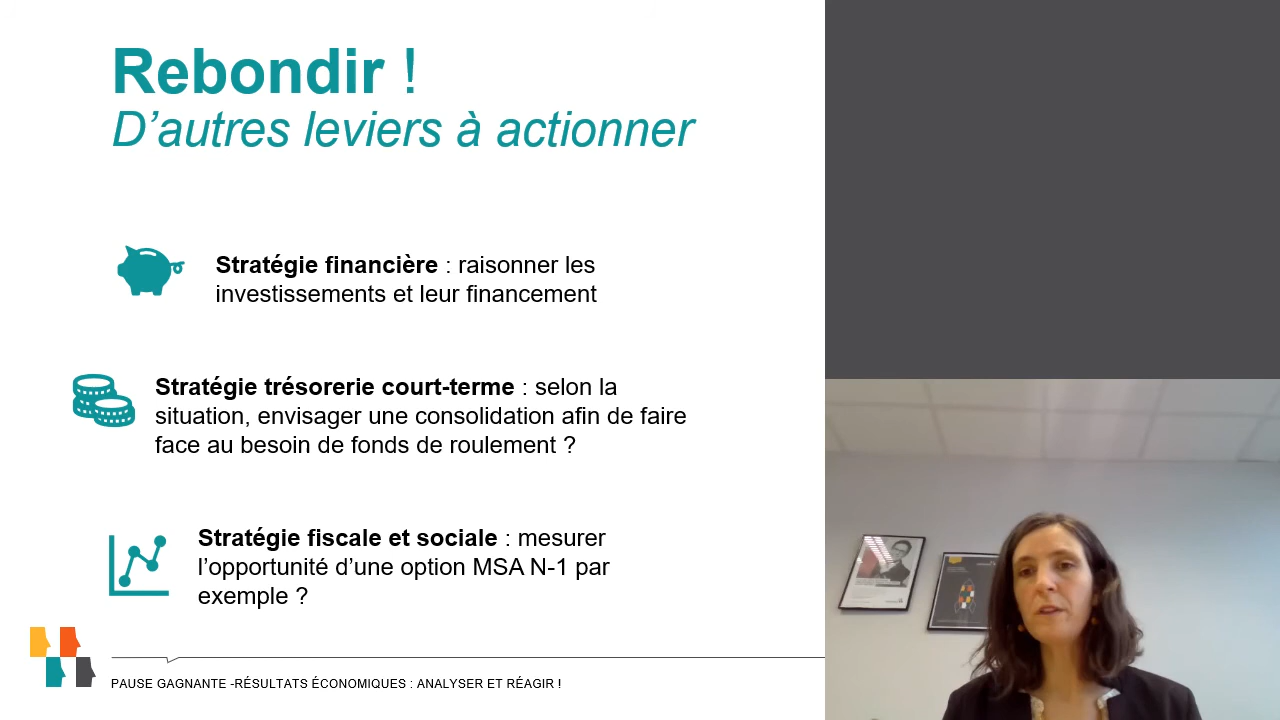 Rebondir !
D’autres leviers à actionner
Stratégie financière : raisonner les
investissements et leur financement
Stratégie trésorerie court-terme : selon la
situation, envisager une consolidation afin de faire
face au besoin de fonds de roulement ?
Stratégie fiscale et sociale : mesurer
l’opportunité d’une option MSA N-1 par
exemple ?
PAUSE GAGNANTE -RÉSULTATS ÉCONOMIQUES : ANALYSER ET RÉAGIR !